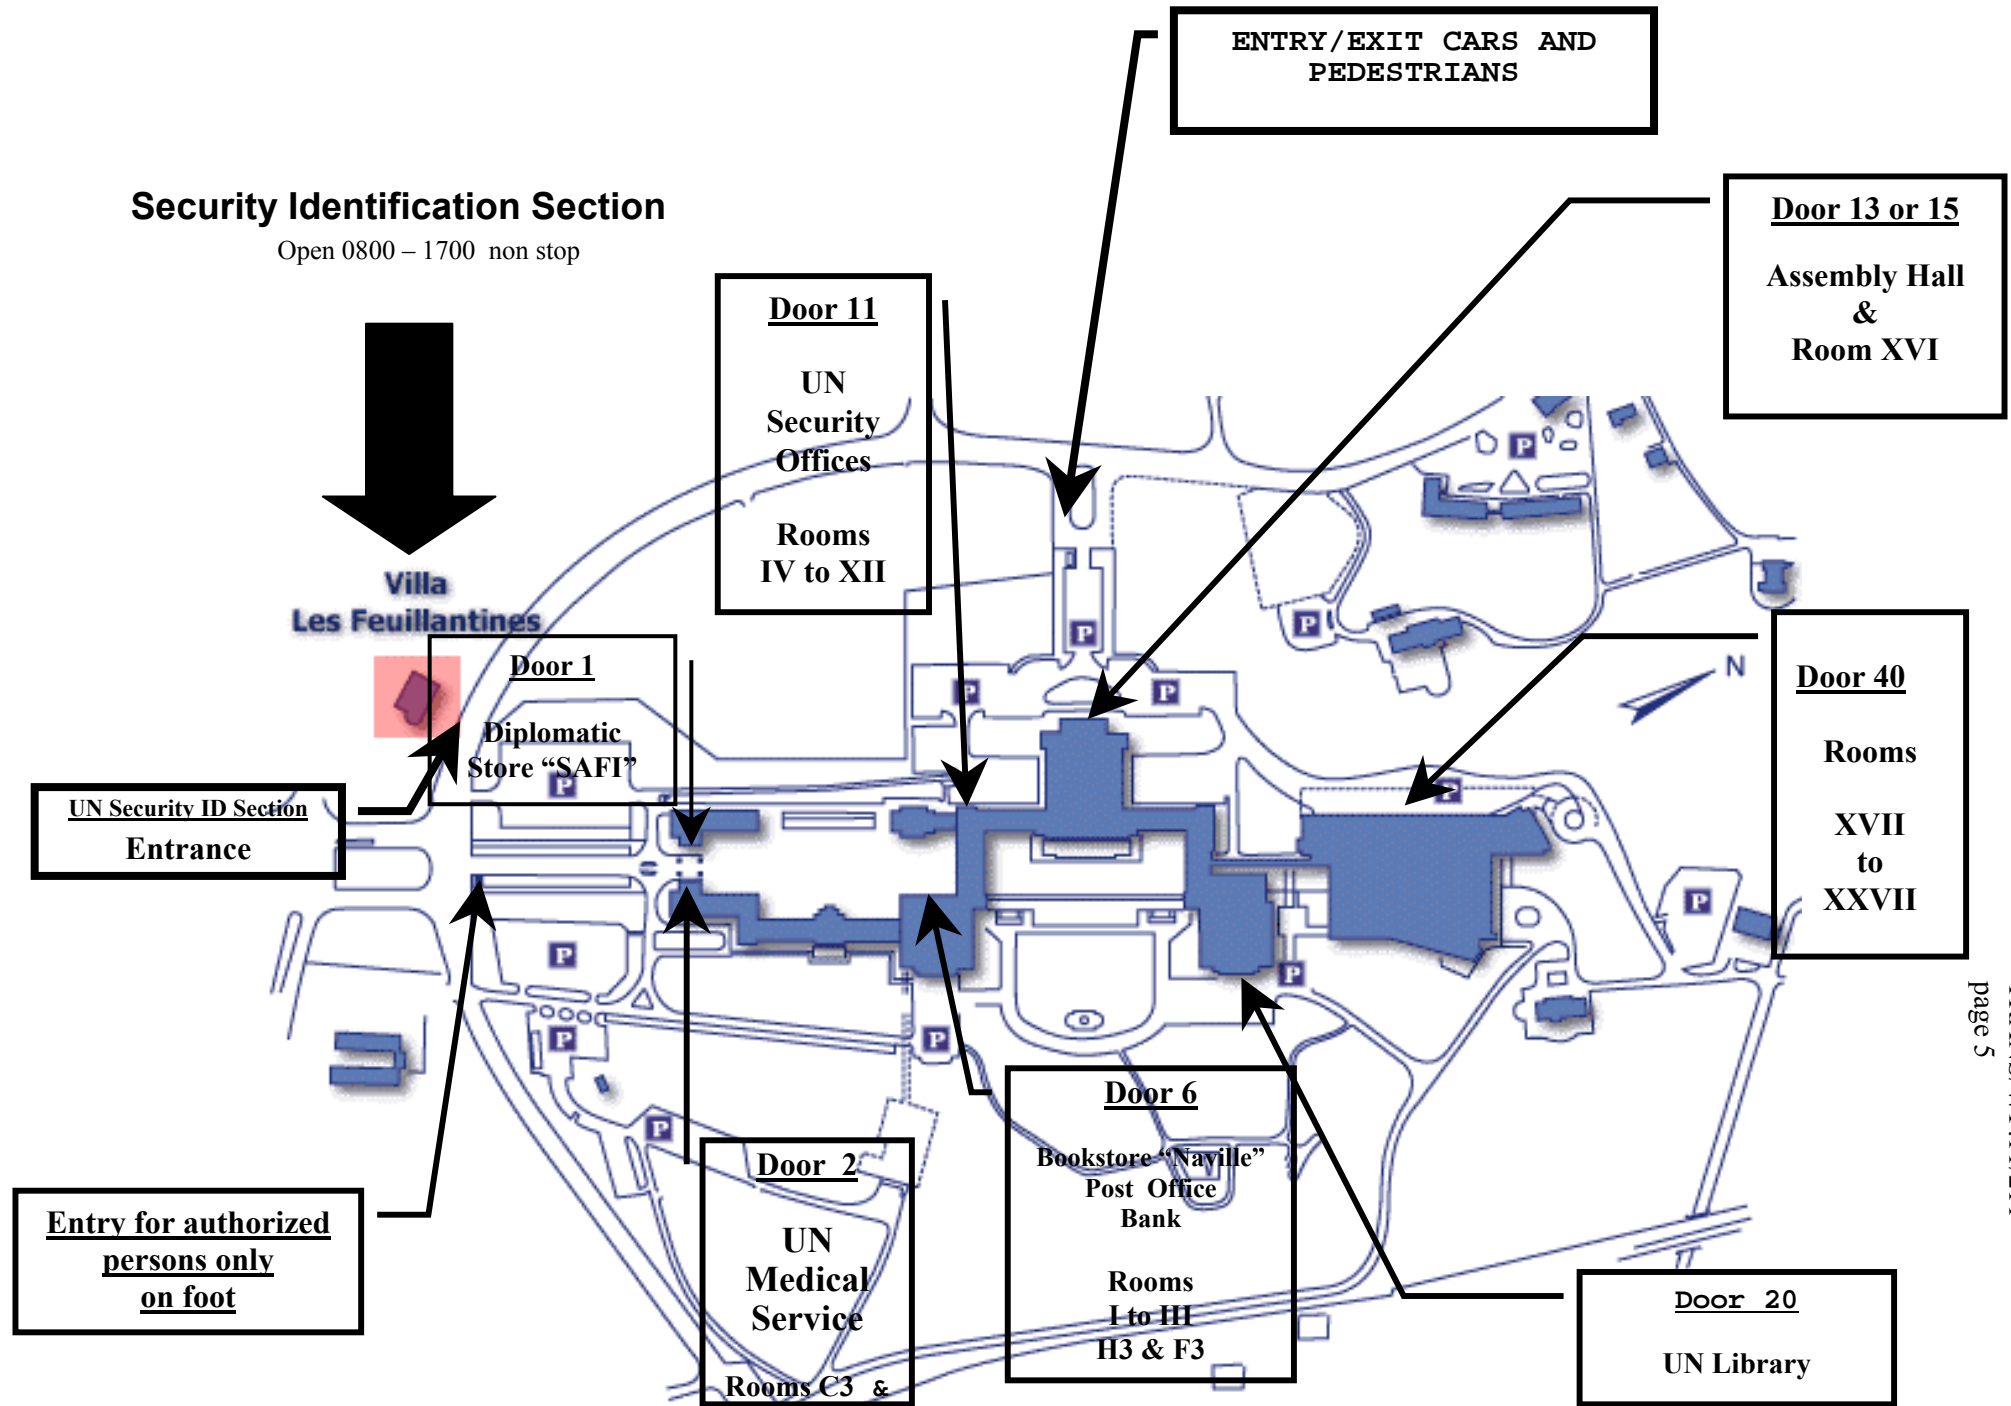 ENTRY/EXIT CARS AND
PEDESTRIANS
Security Identification Section
Open 0800 – 1700 non stop
Door 13 or 15
Assembly Hall
&
Room XVI
Door 11
UN
Security
Offices
Rooms
IV to XII
Villa
Les Feuillantines
Door 1
Diplomatic
Store “SAFI”
UN Security ID Section
Entrance
N
Door 40
Rooms
XVII
to
XXVII
P
P
P
P
P
P
P
P
P
P
P
P
P
page 5
Door 6
Bookstore “Naville”
Post Office
Bank
Rooms
I to III
H3 & F3
Door 2
UN
Medical
Service
Rooms C3 &
Entry for authorized
persons only
on foot
Door 20
UN Library